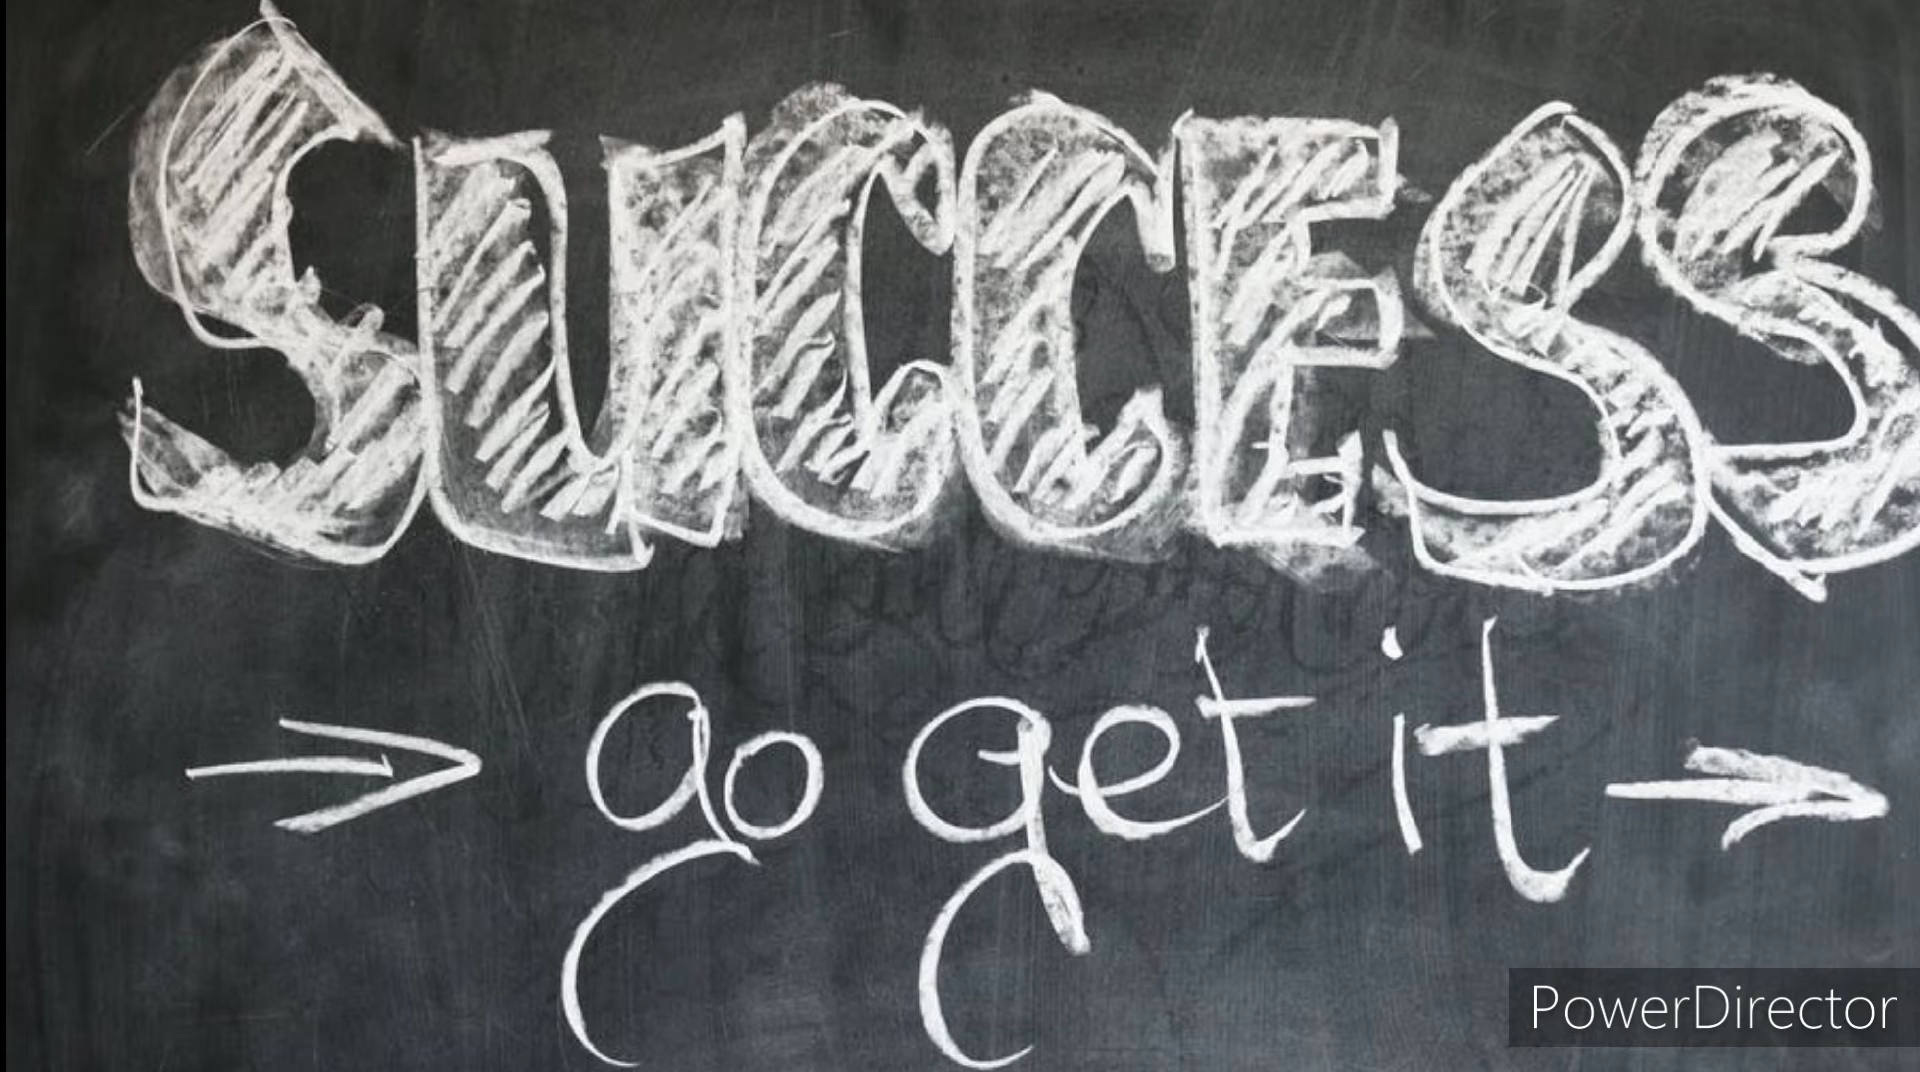 SUCCESS
→ go get it →
PowerDirector